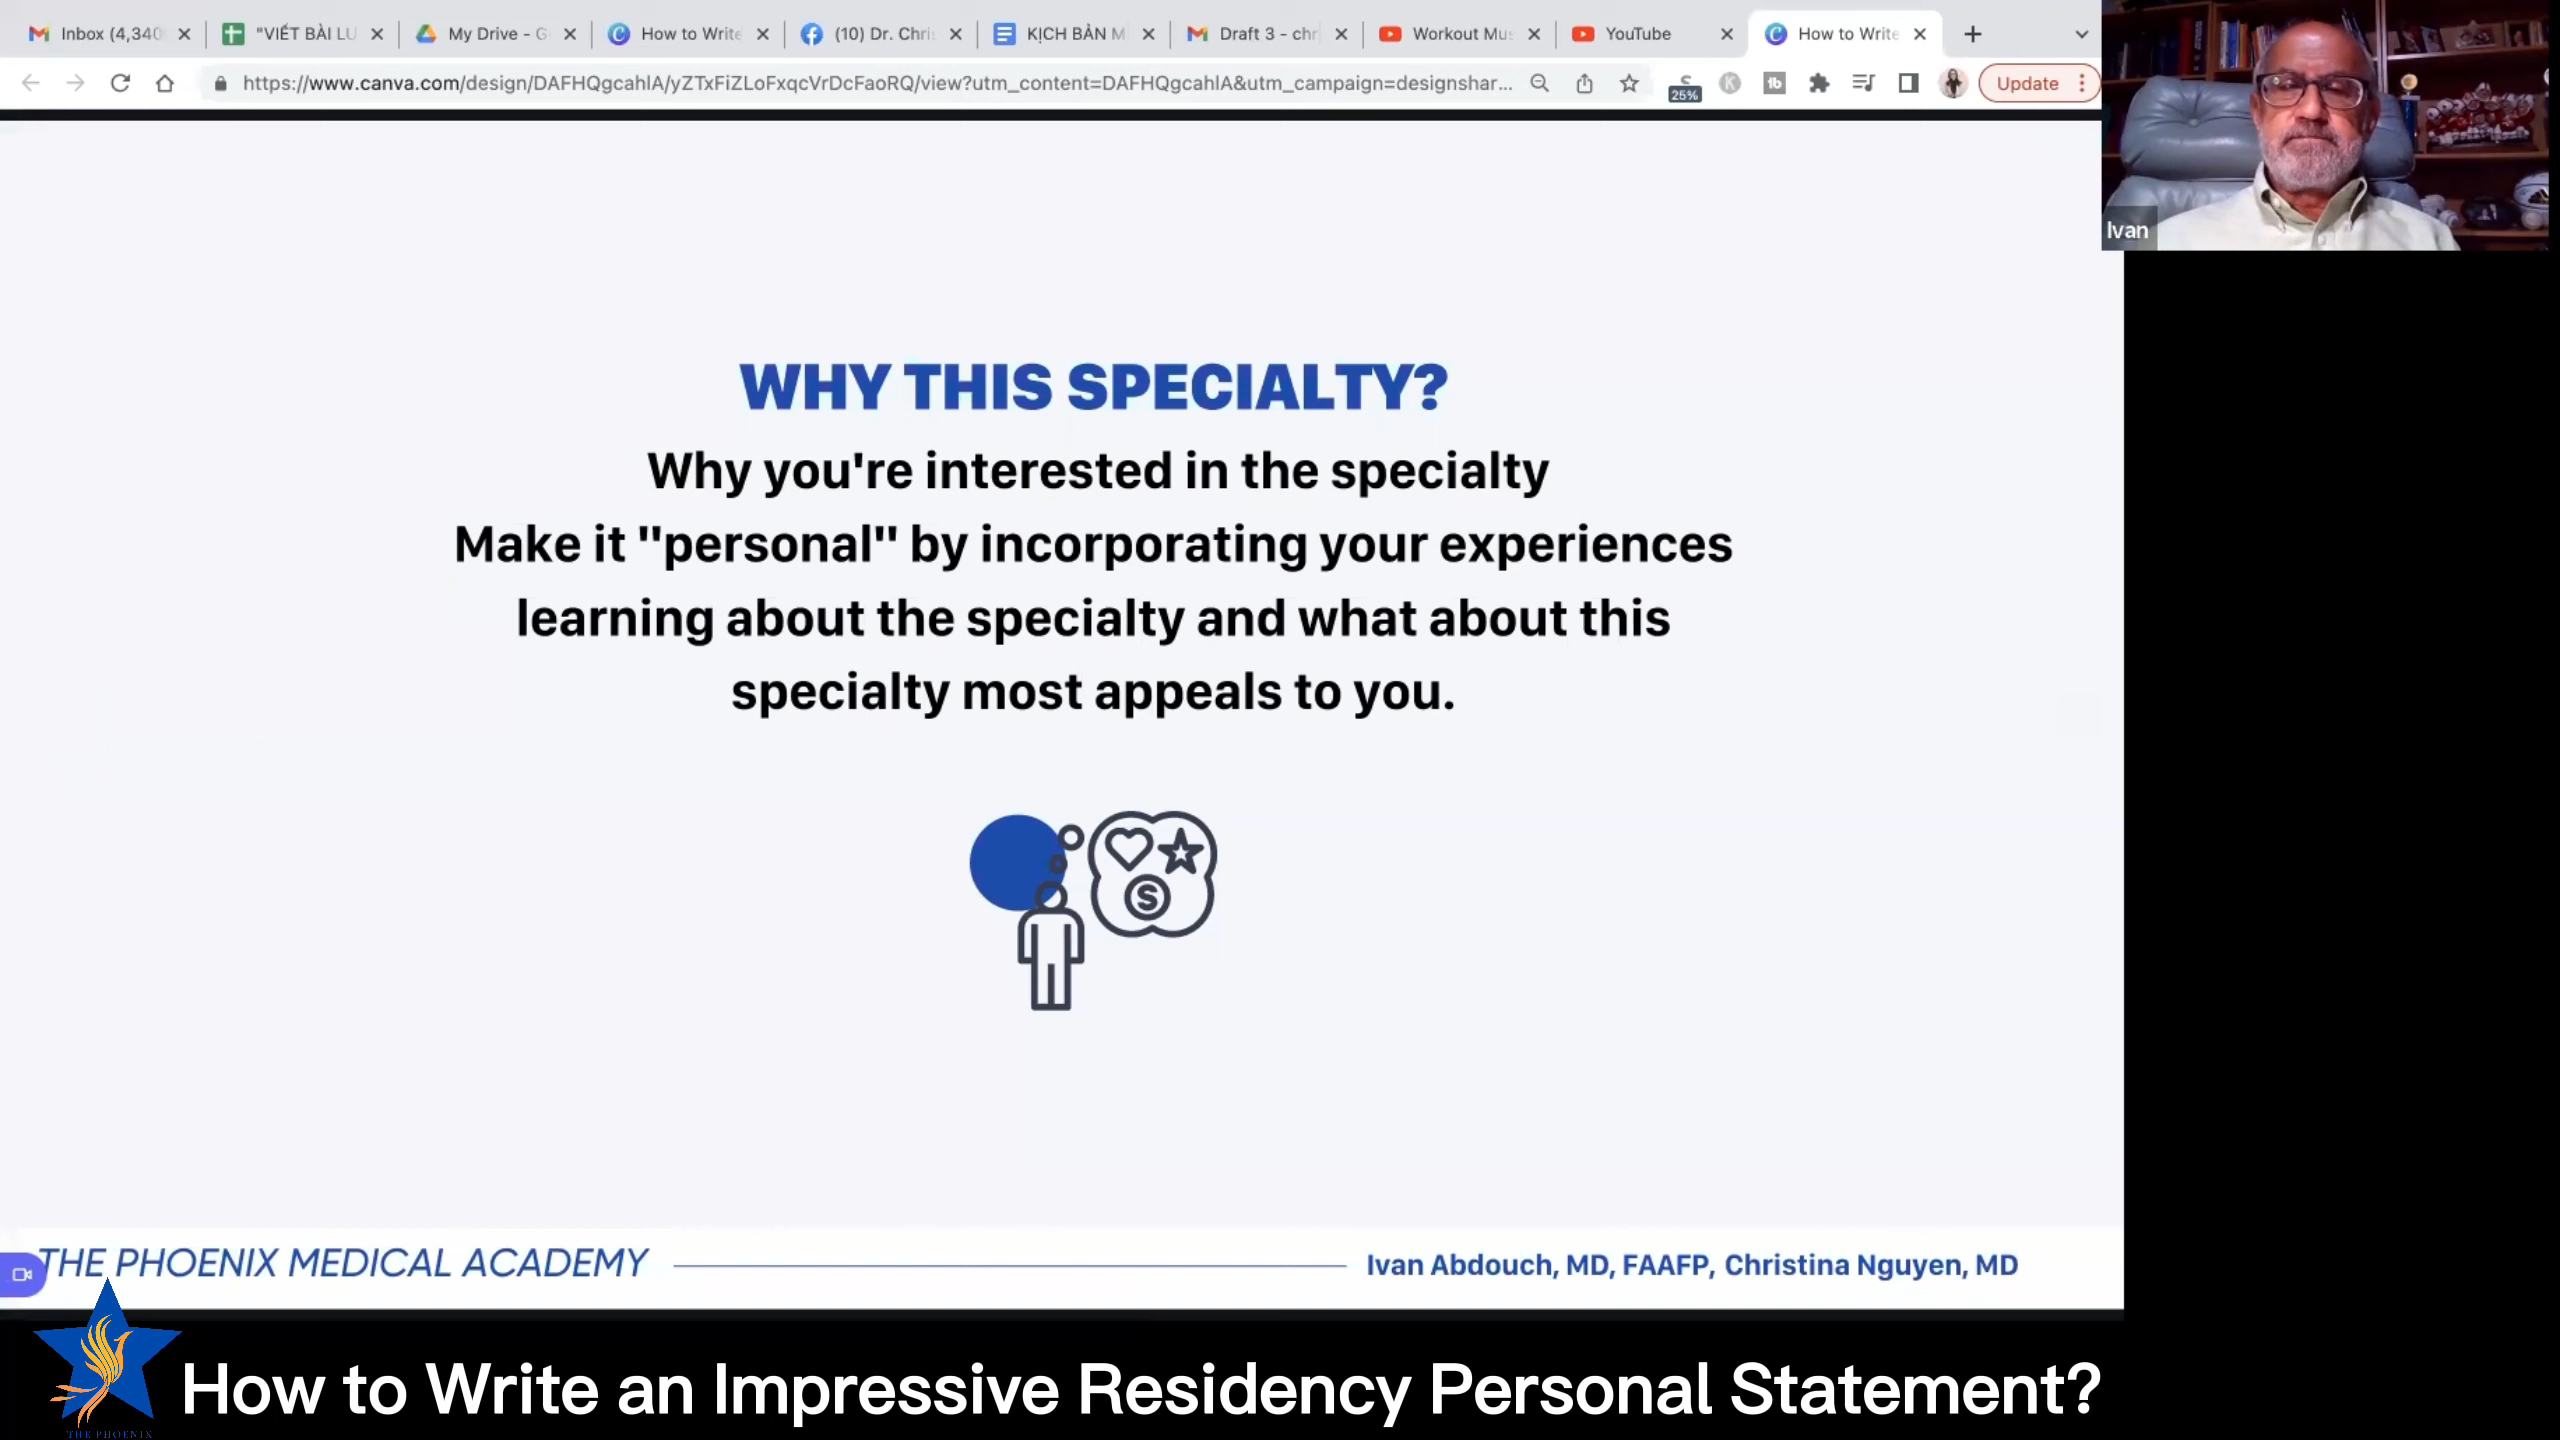 Inbox (4,340
"VIẾT BÀI LU
My Drive - G
How to Write
(10) Dr. Chri
KỊCH BẢN M
Draft 3 - chr
Workout Mus
YouTube
How to Write
https://www.canva.com/design/DAFHQgcahlA/yZTxFiZLoFxqcVrDcFaoRQ/view?utm_content=DAFHQgcahlA&utm_campaign=designshar...
25%
Update
Ivan
WHY THIS SPECIALTY?
Why you're interested in the specialty
Make it "personal" by incorporating your experiences
learning about the specialty and what about this
specialty most appeals to you.
THE PHOENIX MEDICAL ACADEMY
Ivan Abdouch, MD, FAAFP, Christina Nguyen, MD
How to Write an Impressive Residency Personal Statement?
THE PHOENIX